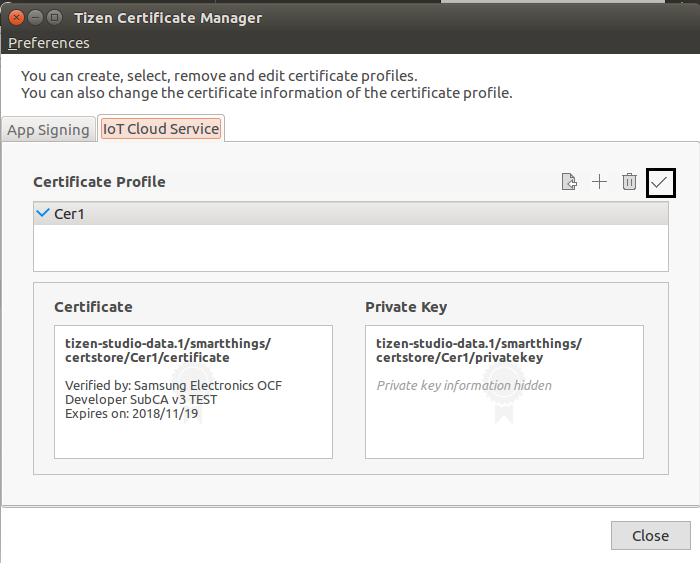 Tizen Certificate Manager
Preferences
You can create, select, remove and edit certificate profiles.
You can also change the certificate information of the certificate profile.
App Signing
IoT Cloud Service
Certificate Profile
Cer1
Certificate
tizen-studio-data.1/smartthings/
certstore/Cer1/certificate
Verified by: Samsung Electronics OCF
Developer SubCA v3 TEST
Expires on: 2018/11/19
Private Key
tizen-studio-data.1/smartthings/
certstore/Cer1/privatekey
Private key information hidden
Close